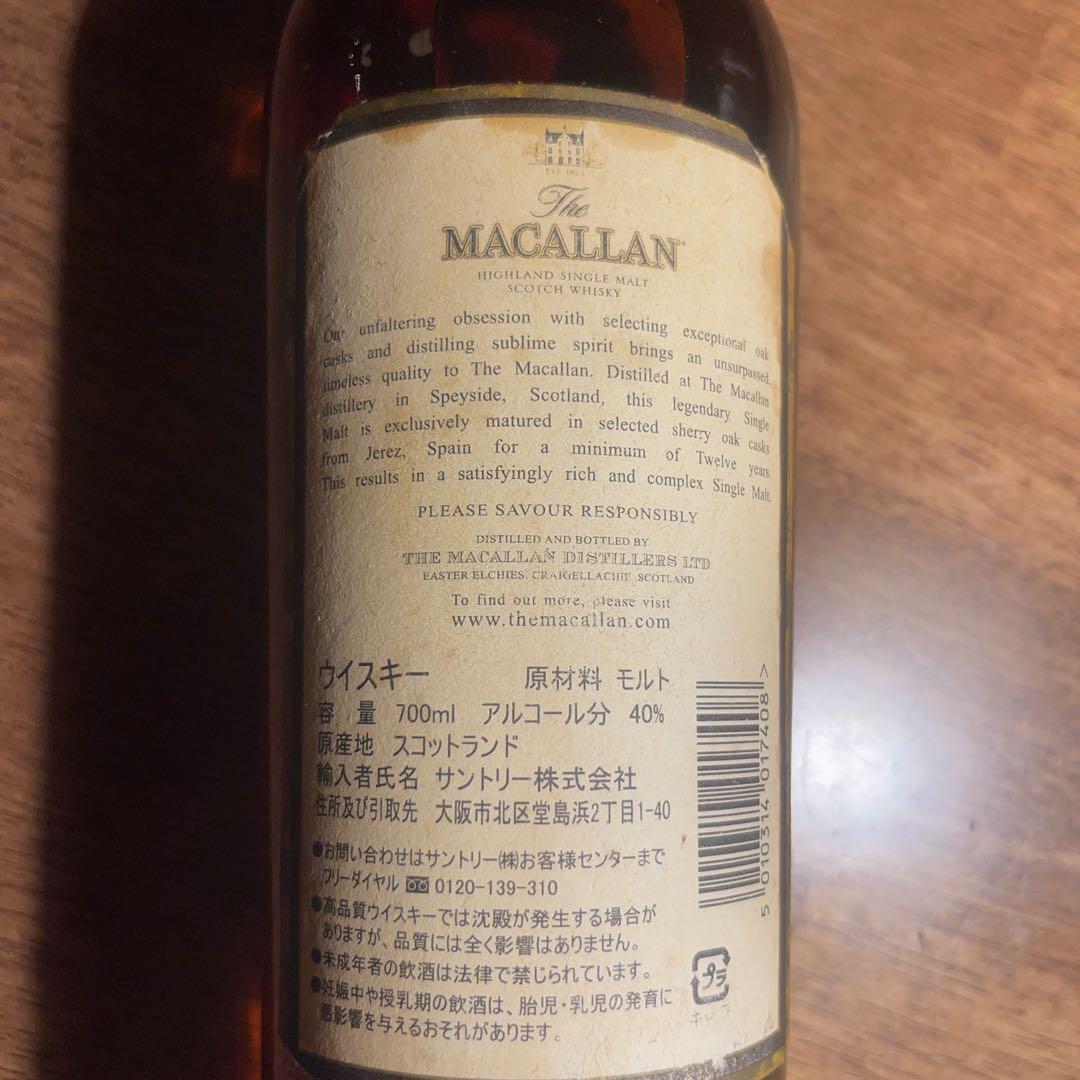 EST. 1824
The
MACALLAN
HIGHLAND SINGLE MALT
SCOTCH WHISKY
Our unfaltering obsession with selecting exceptional oak
casks and distilling sublime spirit brings an unsurpassed,
timeless quality to The Macallan. Distilled at The Macallan
distillery in Speyside, Scotland, this legendary Single
Malt is exclusively matured in selected sherry oak casks
from Jerez, Spain for a minimum of Twelve years.
This results in a satisfyingly rich and complex Single Malt.
PLEASE SAVOUR RESPONSIBLY
DISTILLED AND BOTTLED BY
THE MACALLAN DISTILLERS LTD
EASTER ELCHIES, CRAIGELLACHIE, SCOTLAND
To find out more, please visit
www.themacallan.com
ウイスキー 原材料 モルト
容 量 700ml アルコール分 40%
原産地 スコットランド
輸入者氏名 サントリー株式会社
住所及び引取先 大阪市北区堂島浜2丁目1-40
●お問い合わせはサントリー㈱お客様センターまで
フリーダイヤル 0120-139-310
●高品質ウイスキーでは沈殿が発生する場合が
ありますが、品質には全く影響はありません。
●未成年者の飲酒は法律で禁じられています。
●妊娠中や授乳期の飲酒は、胎児・乳児の発育に
悪影響を与えるおそれがあります。
5 010314 017408 >
プラ